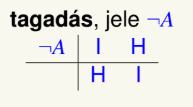 tagadás, jele ¬A
¬A I H
H I